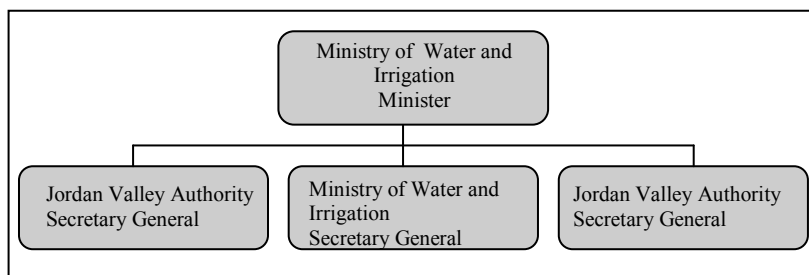 Ministry of  Water and
Irrigation
Minister
Jordan Valley Authority
Secretary General
Ministry of Water and
Irrigation
Secretary General
Jordan Valley Authority
Secretary General